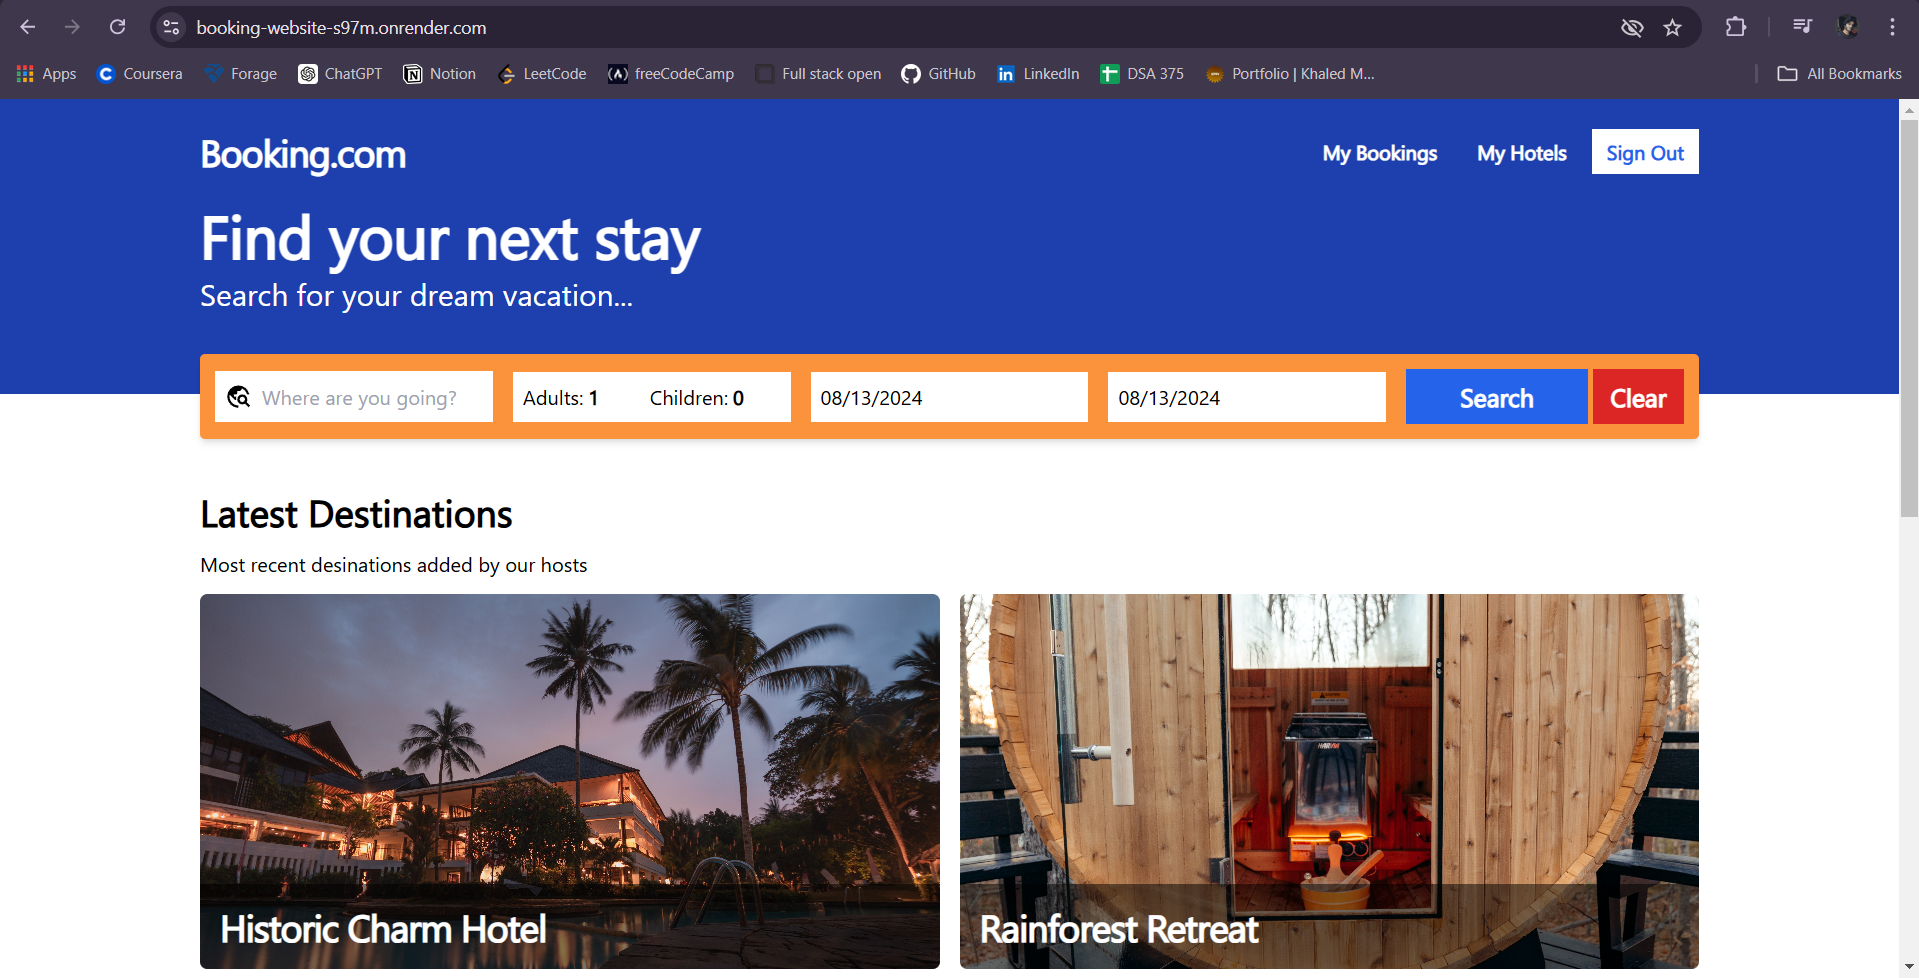 booking-website-s97m.onrender.com
Apps Coursera Forage ChatGPT Notion LeetCode freeCodeCamp Full stack open GitHub LinkedIn DSA 375 Portfolio | Khaled M... All Bookmarks
Booking.com My Bookings My Hotels Sign Out
Find your next stay
Search for your dream vacation...
Where are you going? Adults: 1 Children: 0 08/13/2024 08/13/2024 Search Clear
Latest Destinations
Most recent desinations added by our hosts
Historic Charm Hotel Rainforest Retreat